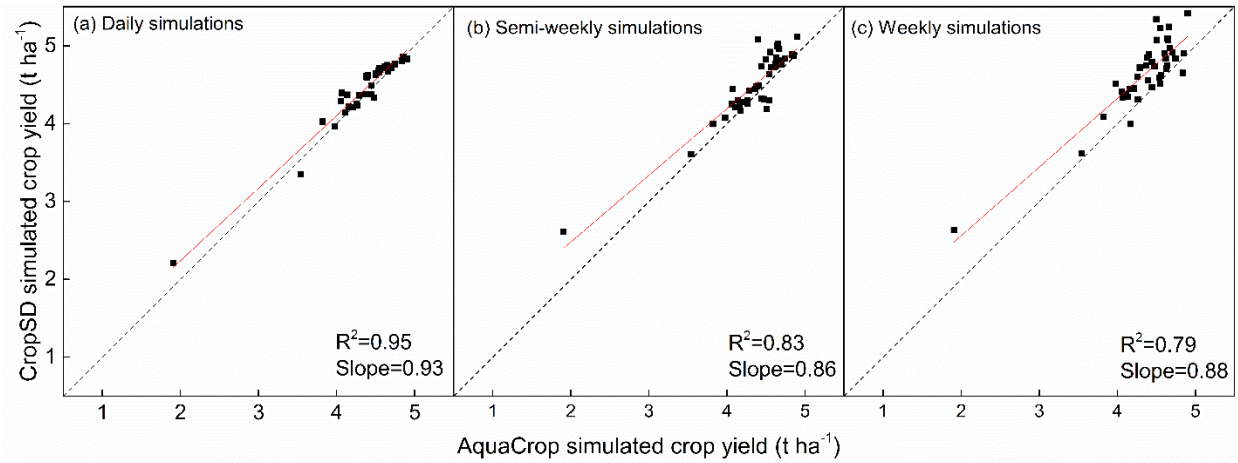 (a) Daily simulations
(b) Semi-weekly simulations
(c) Weekly simulations
CropSD simulated crop yield (t ha⁻¹)
5
4
3
2
1
R²=0.95
Slope=0.93
R²=0.83
Slope=0.86
R²=0.79
Slope=0.88
1 2 3 4 5 1 2 3 4 5 1 2 3 4 5
AquaCrop simulated crop yield (t ha⁻¹)